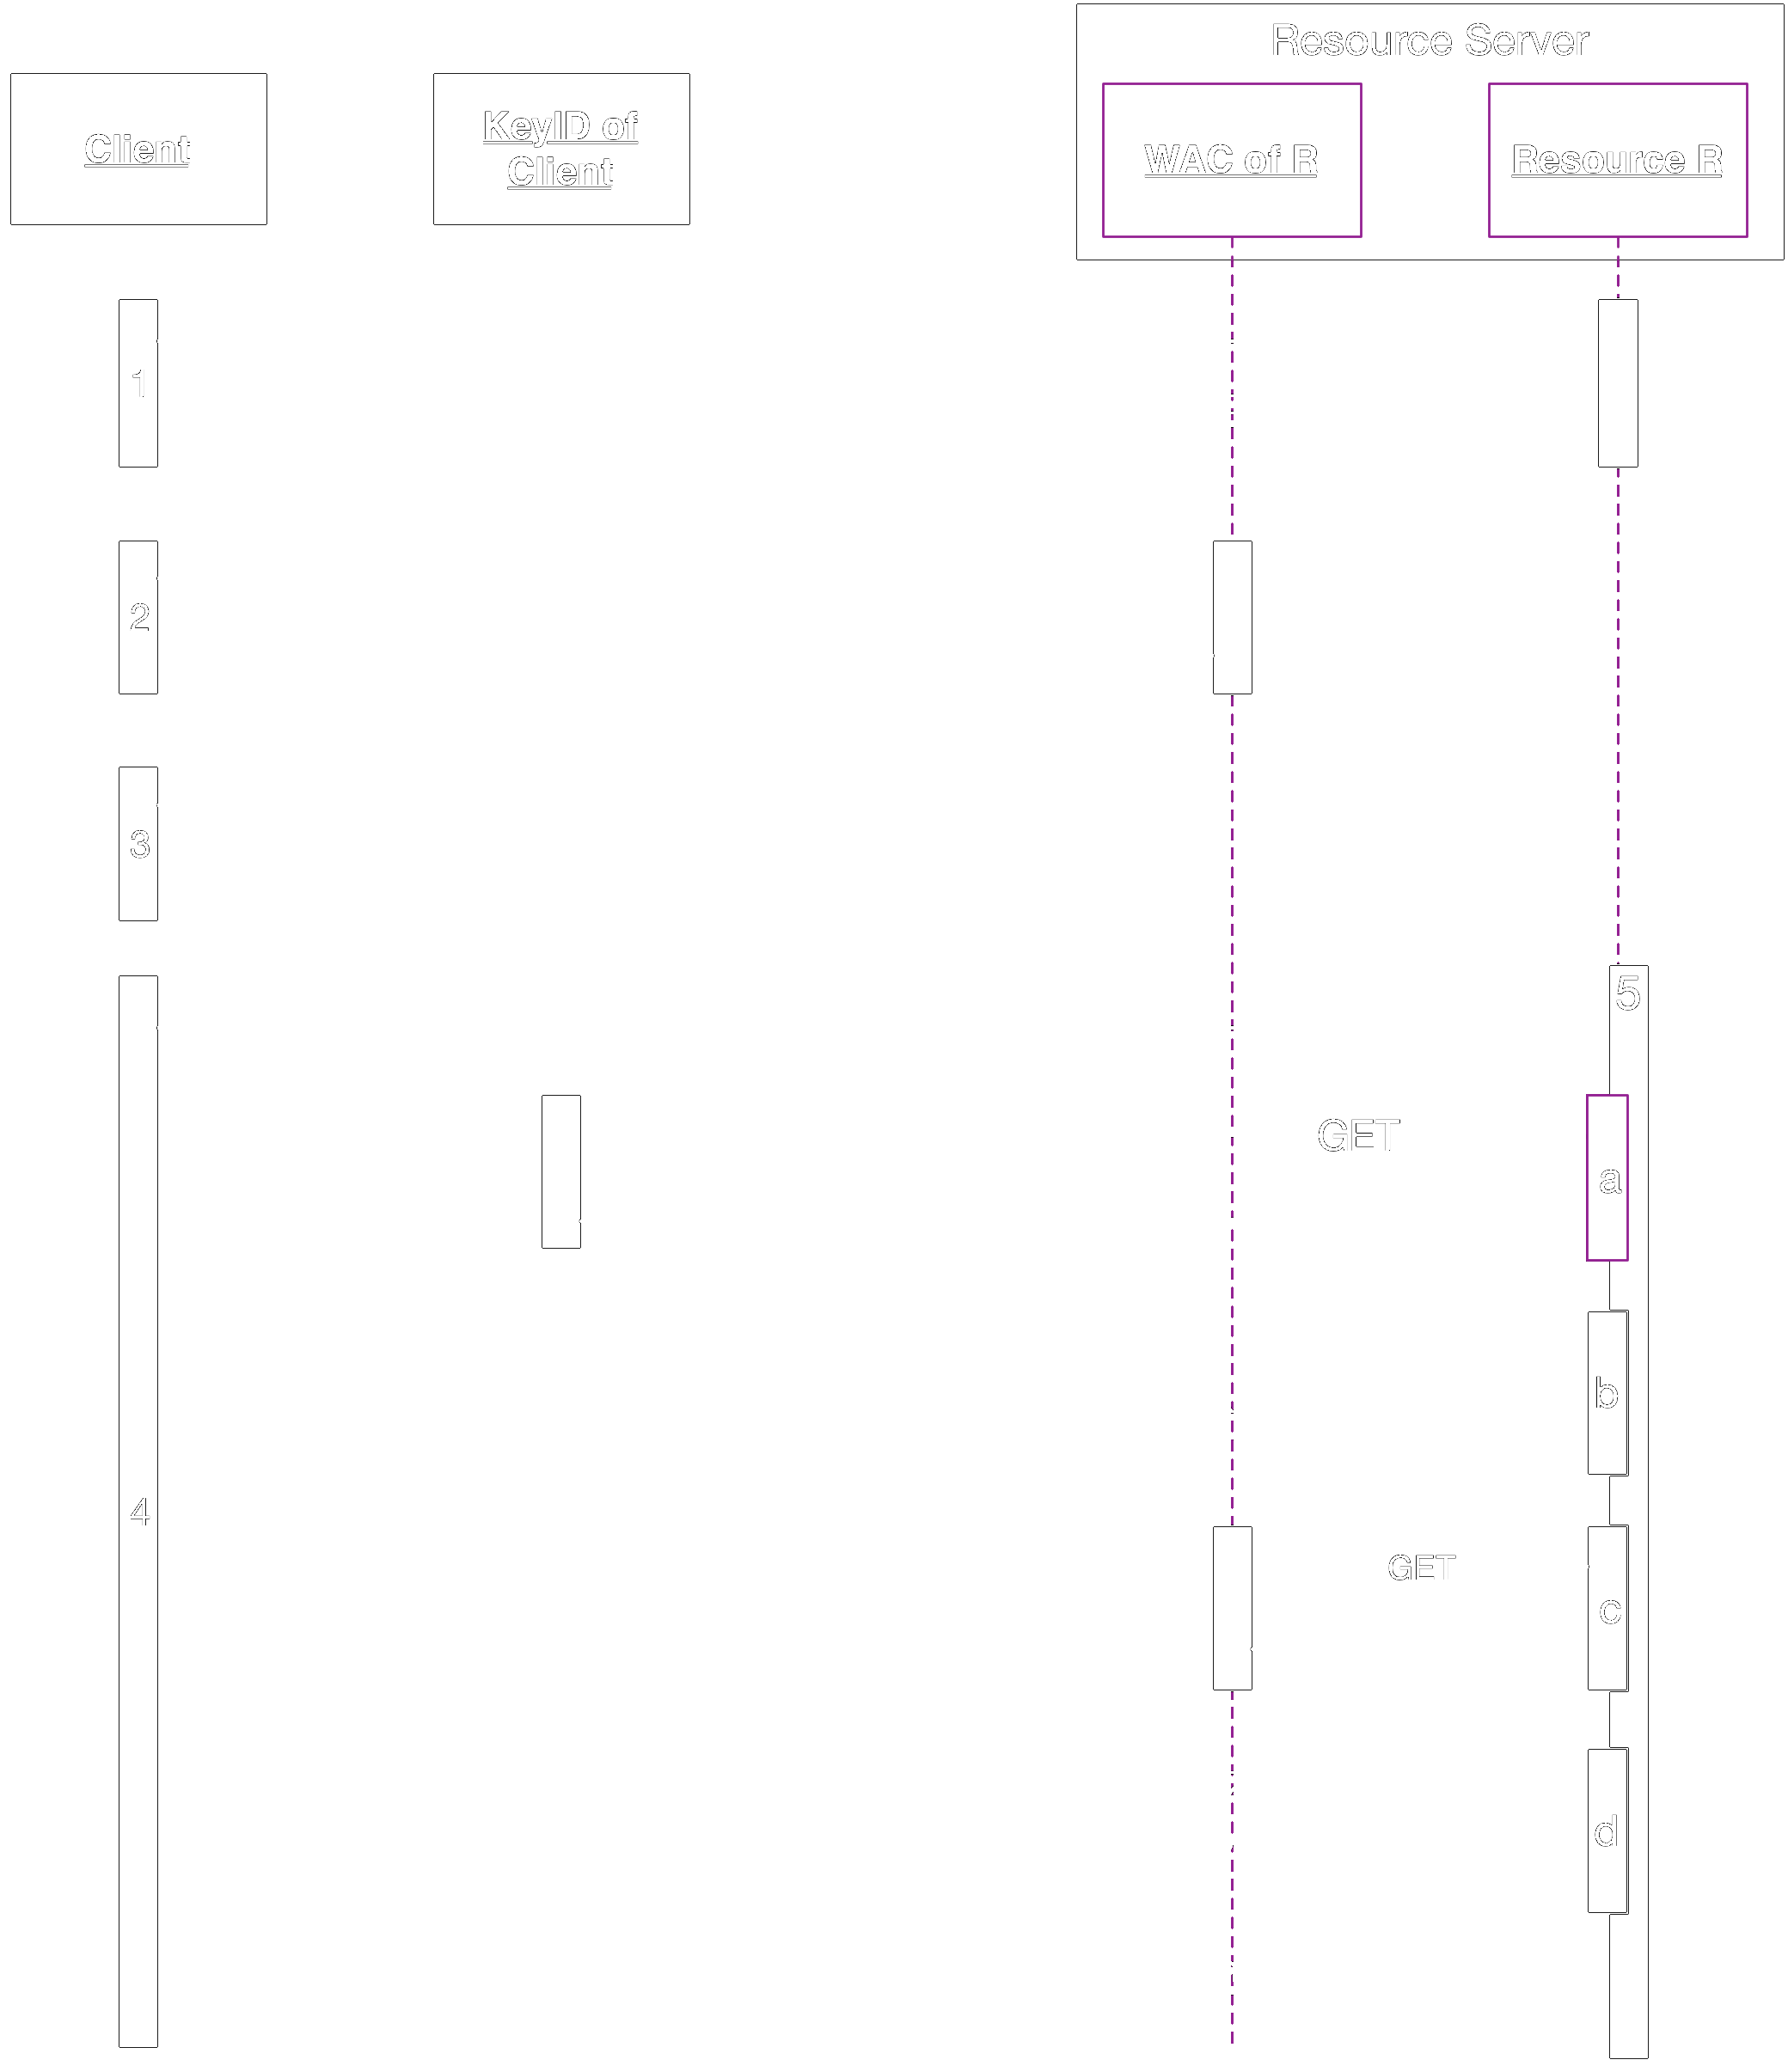 Resource Server
Client
KeyID of
Client
WAC of R
Resource R
1
2
3
5
GET
a
b
4
GET
c
d